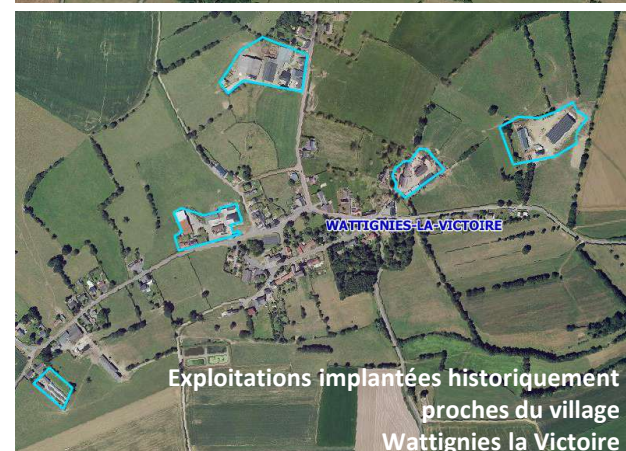 WATTIGNIES-LA-VICTOIRE
Exploitations implantées historiquement
proches du village
Wattignies la Victoire